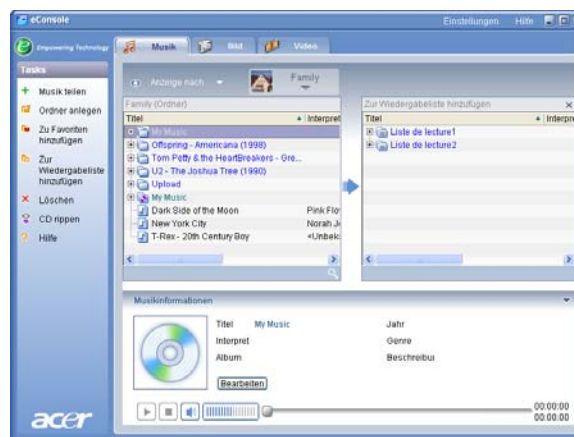 eConsole
Einstellungen Hilfe
Empowering Technology
Musik
Bild
Video
Tasks
Musik teilen
Ordner anlegen
Zu Favoriten
hinzufügen
Zur
Wiedergabeliste
hinzufügen
Löschen
CD rippen
Hilfe
Anzeige nach
Family
Family (Ordner)
Titel Interpret
My Music
Offspring - Americana (1998)
Tom Petty & the HeartBreakers - Gre...
U2 - The Joshua Tree (1990)
Upload
My Music
Dark Side of the Moon Pink Flo
New York City Norah J
T-Rex - 20th Century Boy <Unbek
Zur Wiedergabeliste hinzufügen
Titel Interpr
Liste de lecture1
Liste de lecture2
Musikinformationen
Titel My Music Jahr
Interpret Genre
Album Beschreibui
Bearbeiten
00:00:00
00:00:00
acer